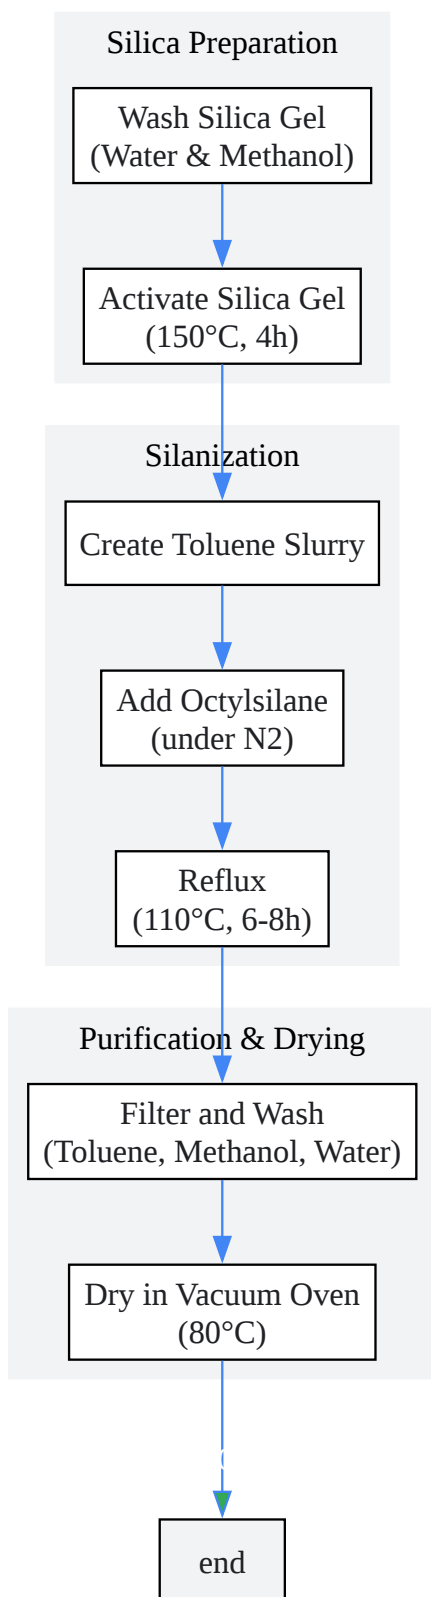 Silica Preparation
Wash Silica Gel
(Water & Methanol)
Activate Silica Gel
(150°C, 4h)
Silanization
Create Toluene Slurry
Add Octylsilane
(under N2)
Reflux
(110°C, 6-8h)
Purification & Drying
Filter and Wash
(Toluene, Methanol, Water)
Dry in Vacuum Oven
(80°C)
end